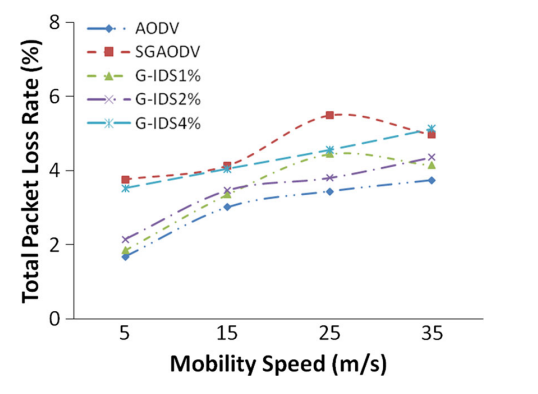 8
6
4
2
0
Total Packet Loss Rate (%)
AODV
SGAODV
G-IDS1%
G-IDS2%
G-IDS4%
5 15 25 35
Mobility Speed (m/s)